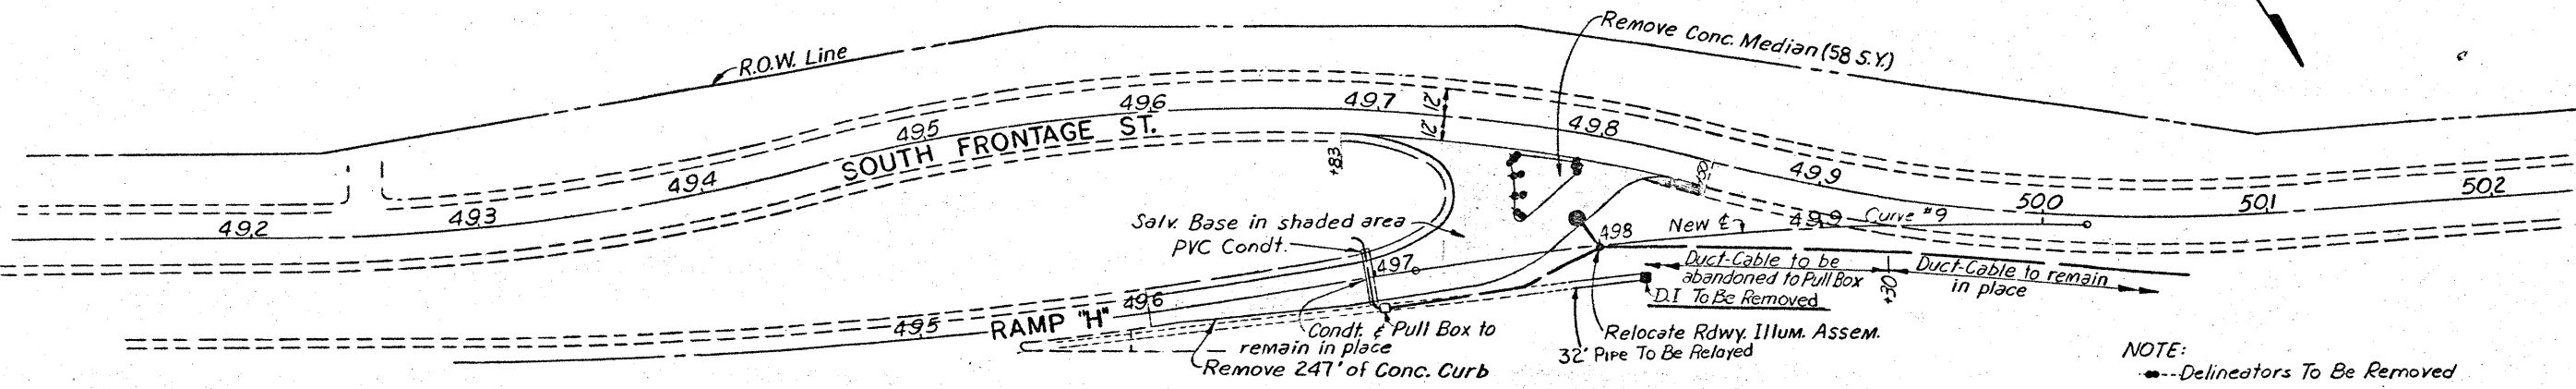 R.O.W. Line
Remove Conc. Median (58 S.Y.)
492
493
494
495
496
497
498
499
500
501
502
SOUTH FRONTAGE ST.
12'
12'
+83
+80
Salv. Base in shaded area
PVC Condt.
497
498
New ℄
499
Curve #9
Duct-Cable to be
abandoned to Pull Box
D.I To Be Removed
+30
Duct-Cable to remain
in place
495
RAMP "H"
496
Condt. & Pull Box to
remain in place
Remove 247' of Conc. Curb
Relocate Rdwy. Illum. Assem.
32' Pipe To Be Relayed
NOTE:
--Delineators To Be Removed